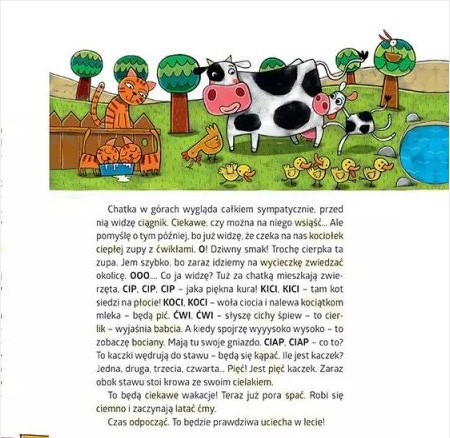 Chatka w górach wygląda całkiem sympatycznie, przed
nią widzę ciągnik. Ciekawe, czy można na niego wsiąść... Ale
pomyślę o tym później, bo już widzę, że czeka na nas kociołek
ciepłej zupy z ćwikłami. O! Dziwny smak! Trochę cierpka ta
zupa. Jem szybko, bo zaraz idziemy na wycieczkę zwiedzać
okolicę. OOO.... Co ja widzę? Tuż za chatką mieszkają zwie-
rzęta. CIP, CIP, CIP – jaka piękna kura! KICI, KICI – tam kot
siedzi na płocie! KOCI, KOCI – woła ciocia i nalewa kociątkom
mleka – będą pić. ĆWI, ĆWI – słyszę cichy śpiew – to cier-
lik – wyjaśnia babcia. A kiedy spojrzę wyyysoko wysoko – to
zobaczę bociany. Mają tu swoje gniazdo. CIAP, CIAP – co to?
To kaczki wędrują do stawu – będą się kąpać. Ile jest kaczek?
Jedna, druga, trzecia, czwarta... Pięć! Jest pięć kaczek. Zaraz
obok stawu stoi krowa ze swoim cielakiem.
To będą ciekawe wakacje! Teraz już pora spać. Robi się
ciemno i zaczynają latać ćmy.
Czas odpocząć. To będzie prawdziwa uciecha w lecie!